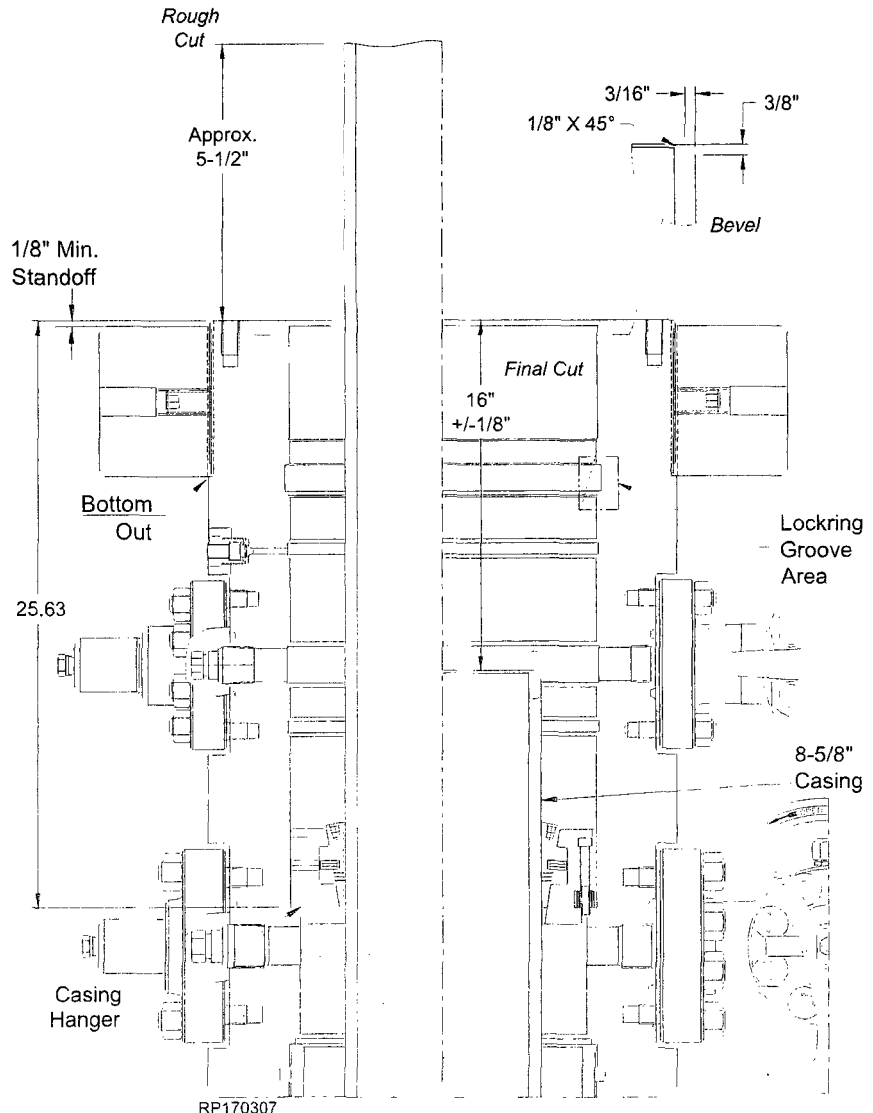 Rough
Cut
Approx.
5-1/2"
3/16"
3/8"
1/8" X 45°
Bevel
1/8" Min.
Standoff
Final Cut
16"
+/-1/8"
Bottom
Out
Lockring
Groove
Area
25.63
8-5/8"
Casing
Casing
Hanger
RP170307